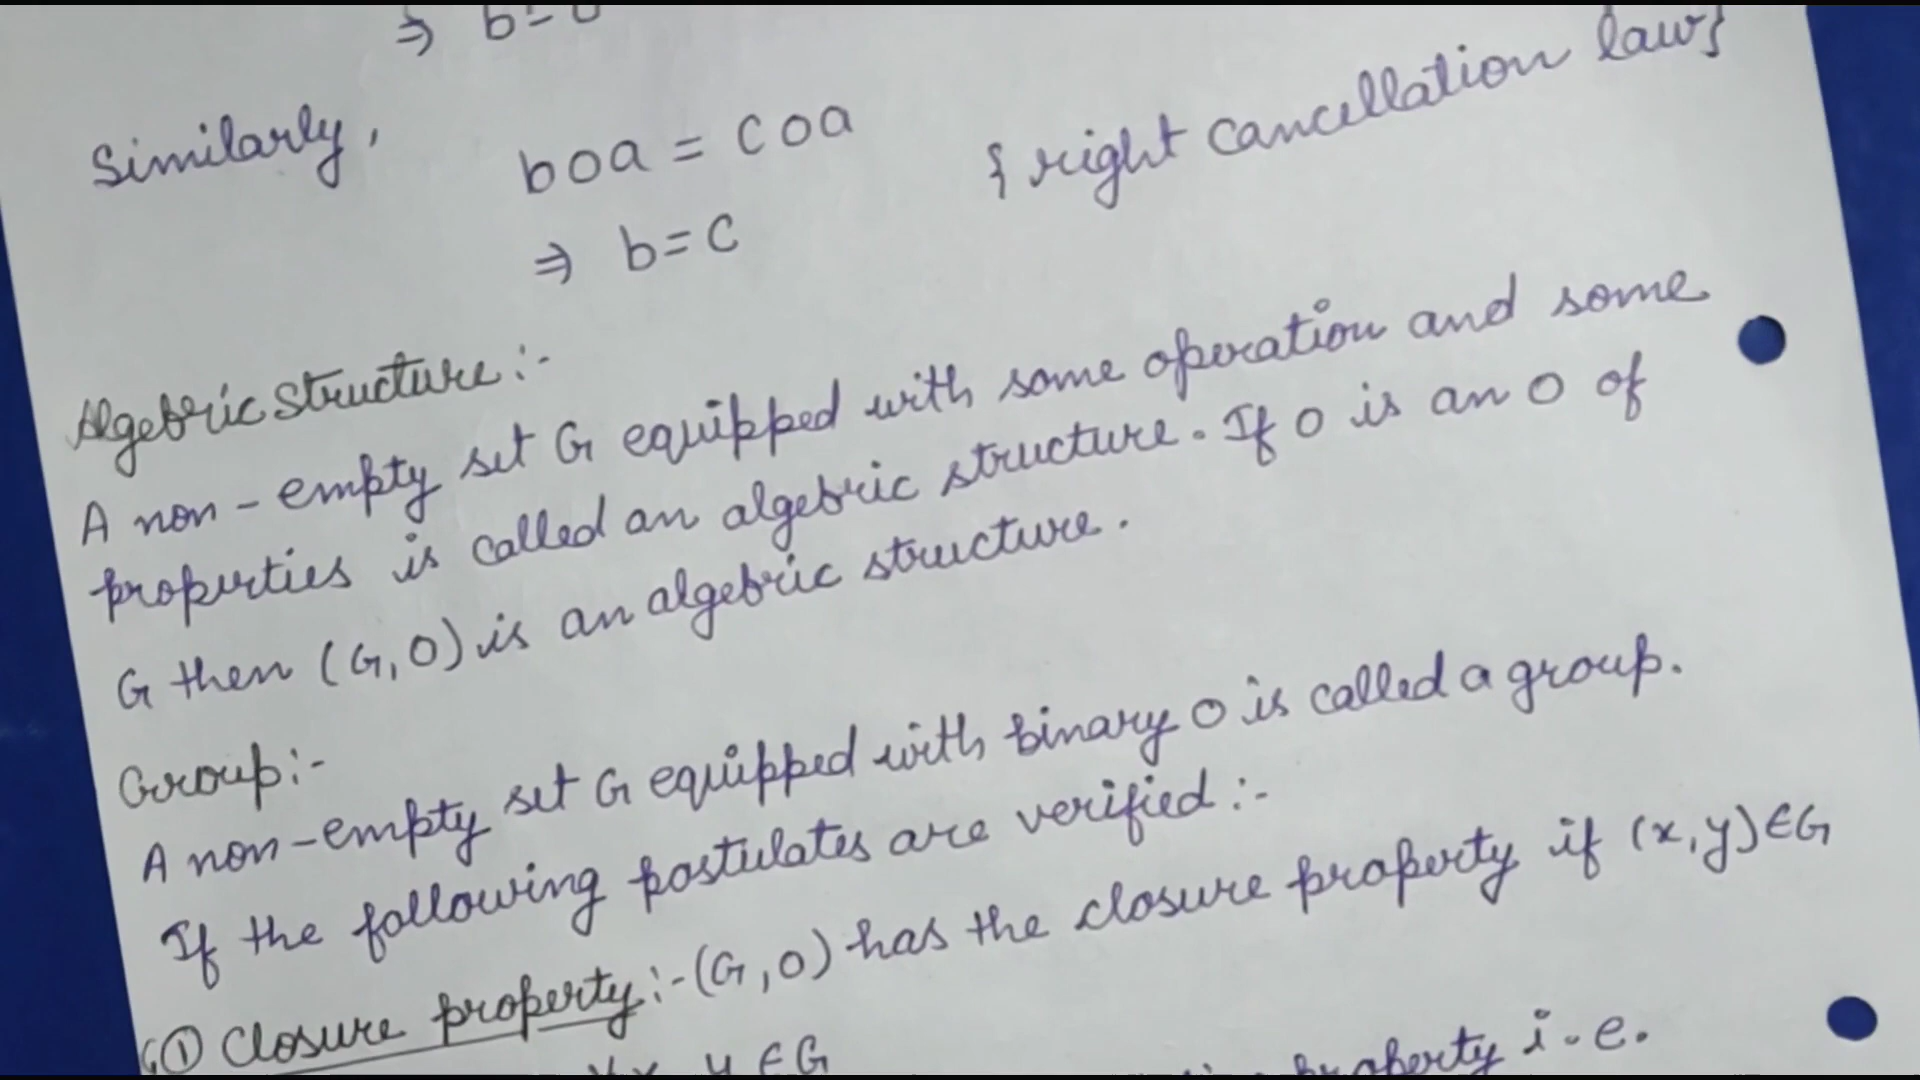 ⇒ b=
Similarly,
boa = coa { right cancellation law}
⇒ b=c
Algebric structure:-
A non-empty set G equipped with some operation and some
properties is called an algebric structure. If o is an o of
G then (G,o) is an algebric structure.
Group:-
A non-empty set G equipped with binary o is called a group.
If the following postulates are verified:-
① Closure property:- (G,o) has the closure property if (x,y)∈G
y ∈G
property i.e.